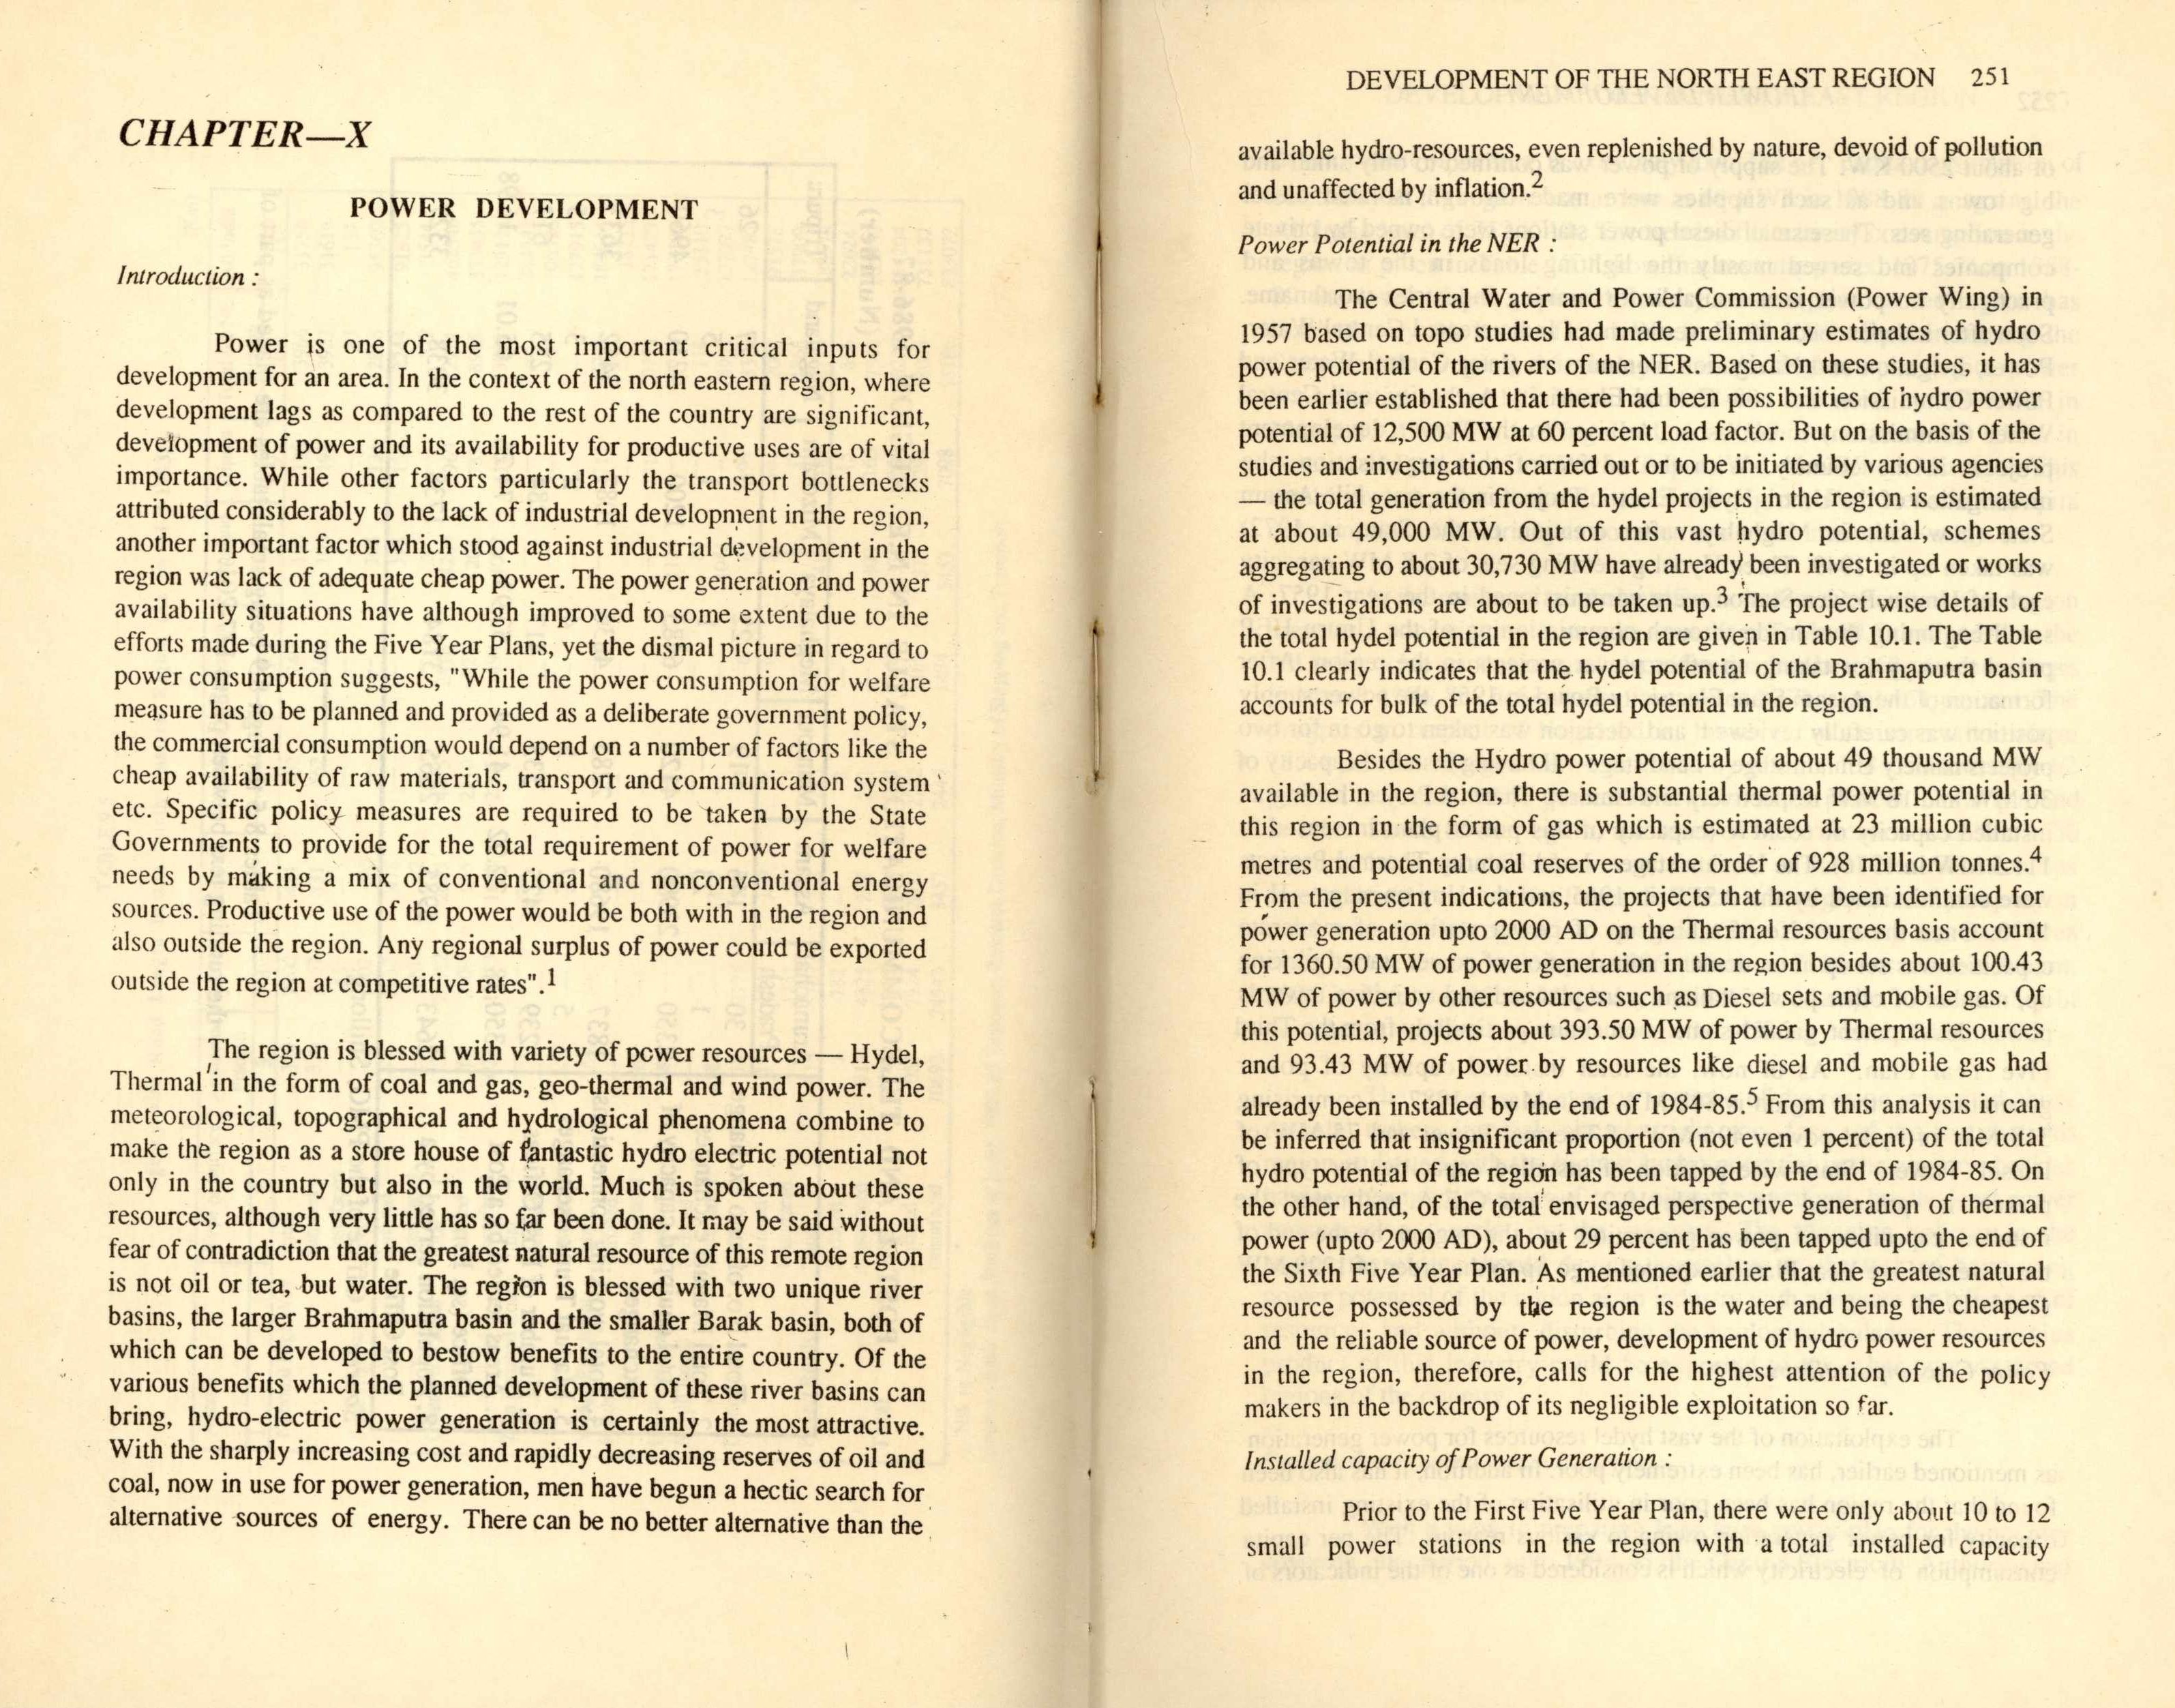 CHAPTER—X
POWER DEVELOPMENT
Introduction :
Power is one of the most important critical inputs for
development for an area. In the context of the north eastern region, where
development lags as compared to the rest of the country are significant,
development of power and its availability for productive uses are of vital
importance. While other factors particularly the transport bottlenecks
attributed considerably to the lack of industrial development in the region,
another important factor which stood against industrial development in the
region was lack of adequate cheap power. The power generation and power
availability situations have although improved to some extent due to the
efforts made during the Five Year Plans, yet the dismal picture in regard to
power consumption suggests, "While the power consumption for welfare
measure has to be planned and provided as a deliberate government policy,
the commercial consumption would depend on a number of factors like the
cheap availability of raw materials, transport and communication system
etc. Specific policy measures are required to be taken by the State
Governments to provide for the total requirement of power for welfare
needs by making a mix of conventional and nonconventional energy
sources. Productive use of the power would be both with in the region and
also outside the region. Any regional surplus of power could be exported
outside the region at competitive rates".1
The region is blessed with variety of power resources — Hydel,
Thermal in the form of coal and gas, geo-thermal and wind power. The
meteorological, topographical and hydrological phenomena combine to
make the region as a store house of fantastic hydro electric potential not
only in the country but also in the world. Much is spoken about these
resources, although very little has so far been done. It may be said without
fear of contradiction that the greatest natural resource of this remote region
is not oil or tea, but water. The region is blessed with two unique river
basins, the larger Brahmaputra basin and the smaller Barak basin, both of
which can be developed to bestow benefits to the entire country. Of the
various benefits which the planned development of these river basins can
bring, hydro-electric power generation is certainly the most attractive.
With the sharply increasing cost and rapidly decreasing reserves of oil and
coal, now in use for power generation, men have begun a hectic search for
alternative sources of energy. There can be no better alternative than the
DEVELOPMENT OF THE NORTH EAST REGION 251
available hydro-resources, even replenished by nature, devoid of pollution
and unaffected by inflation.2
Power Potential in the NER :
The Central Water and Power Commission (Power Wing) in
1957 based on topo studies had made preliminary estimates of hydro
power potential of the rivers of the NER. Based on these studies, it has
been earlier established that there had been possibilities of hydro power
potential of 12,500 MW at 60 percent load factor. But on the basis of the
studies and investigations carried out or to be initiated by various agencies
— the total generation from the hydel projects in the region is estimated
at about 49,000 MW. Out of this vast hydro potential, schemes
aggregating to about 30,730 MW have already been investigated or works
of investigations are about to be taken up.3 The project wise details of
the total hydel potential in the region are given in Table 10.1. The Table
10.1 clearly indicates that the hydel potential of the Brahmaputra basin
accounts for bulk of the total hydel potential in the region.
Besides the Hydro power potential of about 49 thousand MW
available in the region, there is substantial thermal power potential in
this region in the form of gas which is estimated at 23 million cubic
metres and potential coal reserves of the order of 928 million tonnes.4
From the present indications, the projects that have been identified for
power generation upto 2000 AD on the Thermal resources basis account
for 1360.50 MW of power generation in the region besides about 100.43
MW of power by other resources such as Diesel sets and mobile gas. Of
this potential, projects about 393.50 MW of power by Thermal resources
and 93.43 MW of power by resources like diesel and mobile gas had
already been installed by the end of 1984-85.5 From this analysis it can
be inferred that insignificant proportion (not even 1 percent) of the total
hydro potential of the region has been tapped by the end of 1984-85. On
the other hand, of the total envisaged perspective generation of thermal
power (upto 2000 AD), about 29 percent has been tapped upto the end of
the Sixth Five Year Plan. As mentioned earlier that the greatest natural
resource possessed by the region is the water and being the cheapest
and the reliable source of power, development of hydro power resources
in the region, therefore, calls for the highest attention of the policy
makers in the backdrop of its negligible exploitation so far.
Installed capacity of Power Generation :
Prior to the First Five Year Plan, there were only about 10 to 12
small power stations in the region with a total installed capacity